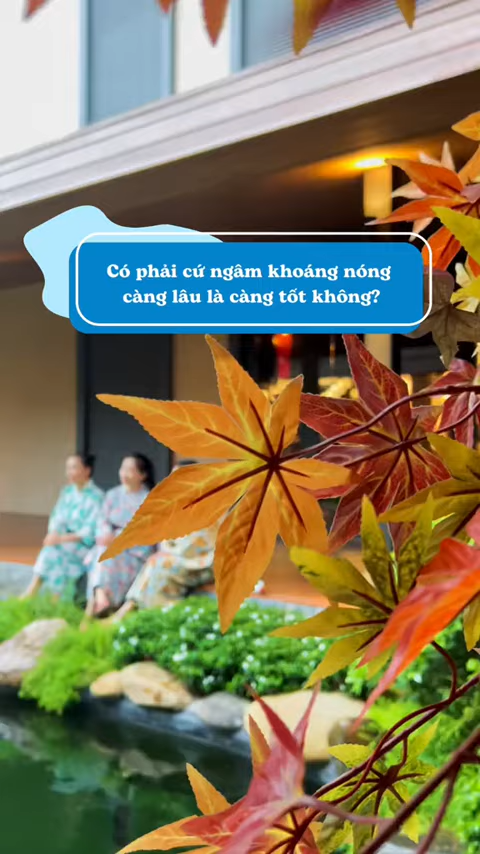 Có phải cứ ngâm khoáng nóng
càng lâu là càng tốt không?